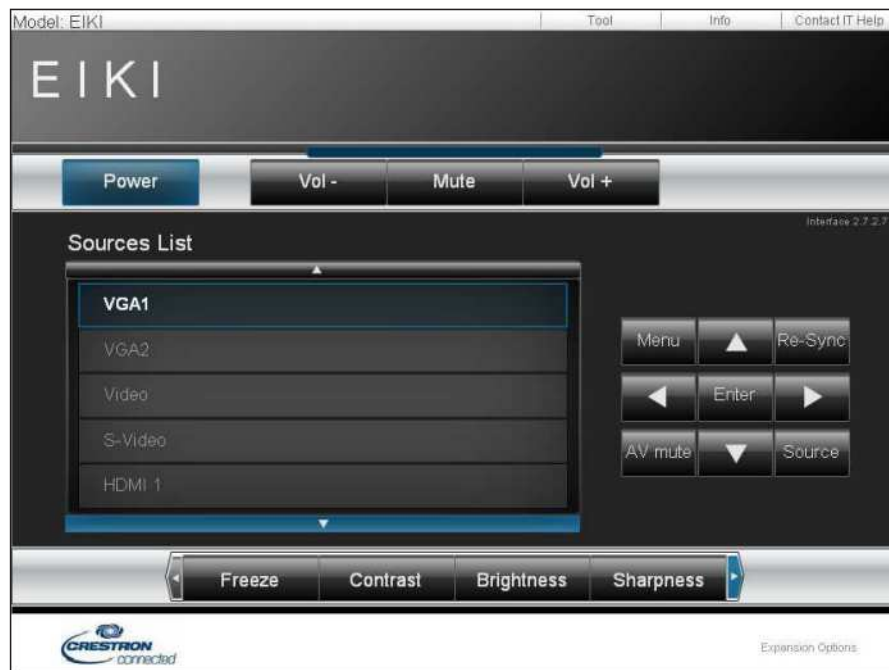 Model: EIKI
Tool Info Contact IT Help
EIKI
Power Vol - Mute Vol +
Interface 2.7.2.7
Sources List
VGA1
VGA2
Video
S-Video
HDMI 1
Menu Re-Sync
Enter
AV mute Source
Freeze Contrast Brightness Sharpness
CRESTRON
connected
Expansion Options